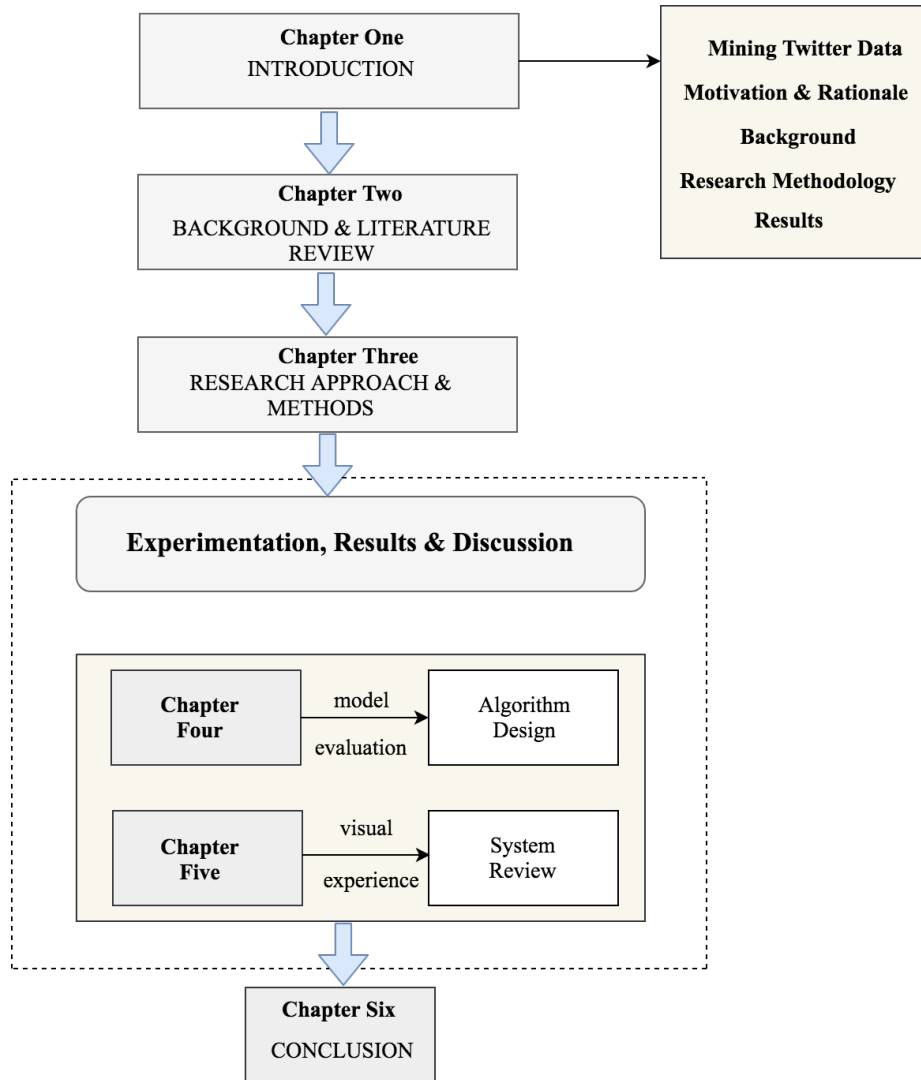 Chapter One
INTRODUCTION
Mining Twitter Data
Motivation & Rationale
Background
Research Methodology
Results
Chapter Two
BACKGROUND & LITERATURE
REVIEW
Chapter Three
RESEARCH APPROACH &
METHODS
Experimentation, Results & Discussion
Chapter
Four
model
evaluation
Algorithm
Design
Chapter
Five
visual
experience
System
Review
Chapter Six
CONCLUSION